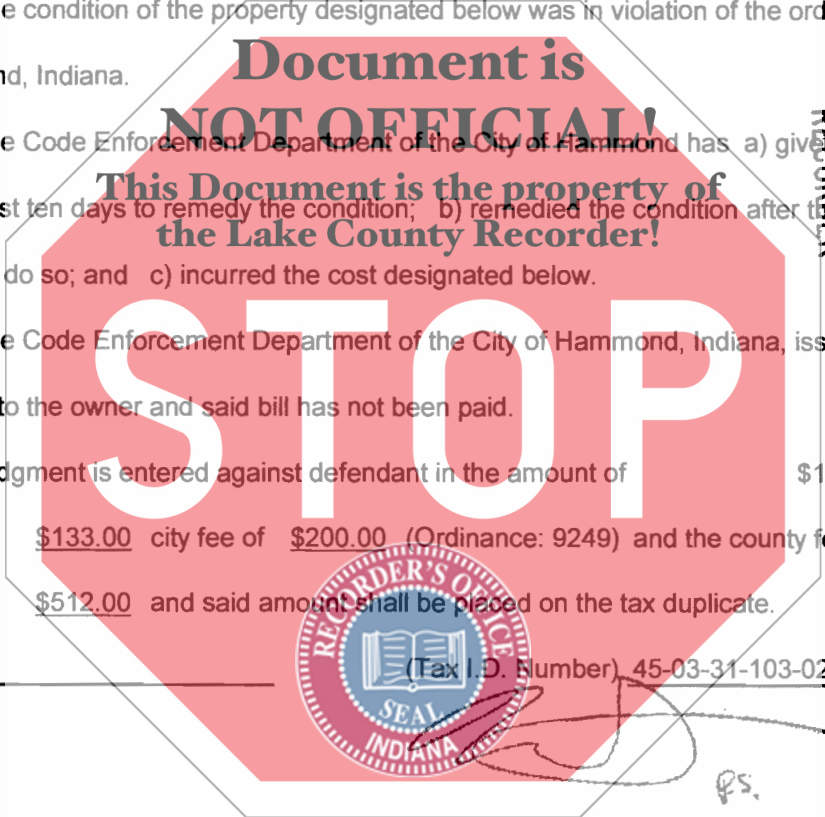 e condition of the property designated below was in violation of the ord
Document is
d, Indiana.
NOT OFFICIAL!
e Code Enforcement Department of the City of Hammond has a) give
This Document is the property of
st ten days to remedy the condition; b) remedied the condition after th
the Lake County Recorder!
do so; and c) incurred the cost designated below.
STOP
e Code Enforcement Department of the City of Hammond, Indiana, iss
to the owner and said bill has not been paid.
dgment is entered against defendant in the amount of $1
$133.00 city fee of $200.00 (Ordinance: 9249) and the county fe
$512.00 and said amount shall be placed on the tax duplicate.
RECORDER'S OFFICE
(Tax I.D. Number) 45-03-31-103-02
SEAL
INDIANA